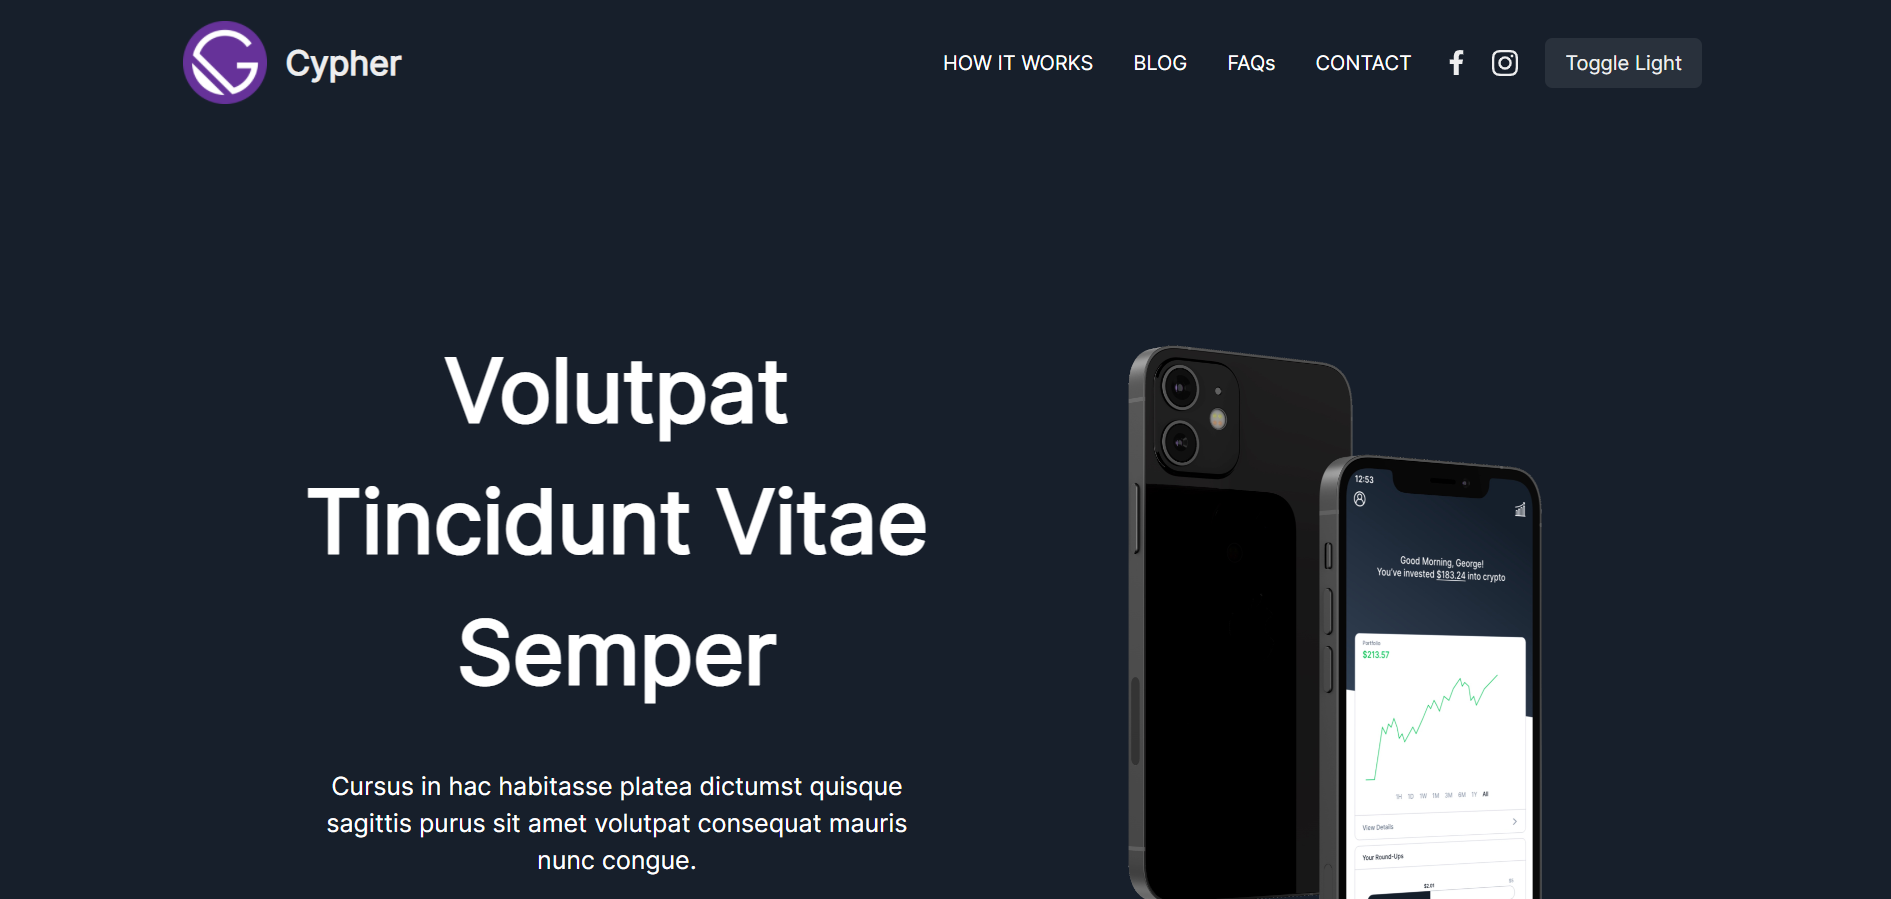 Cypher
HOW IT WORKS BLOG FAQs CONTACT Toggle Light
Volutpat
Tincidunt Vitae
Semper
Cursus in hac habitasse platea dictumst quisque
sagittis purus sit amet volutpat consequat mauris
nunc congue.
12:53
Good Morning, George!
You've invested $183.24 into crypto
Portfolio
$213.57
1H 1D 1W 1M 3M 6M 1Y All
View Details
Your Round-Ups
$2.01
$5